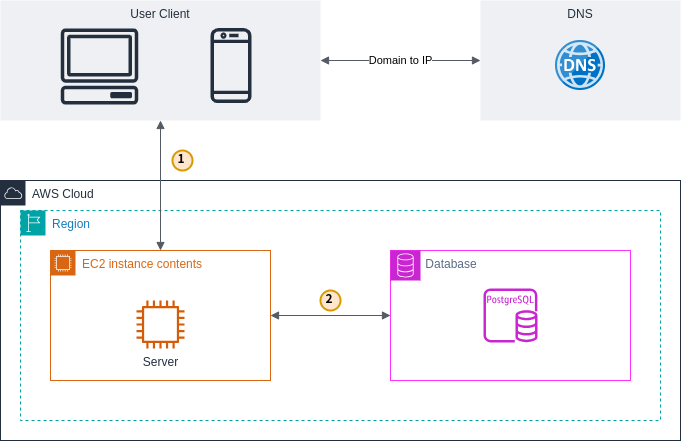 User Client
DNS
DNS
Domain to IP
1
AWS Cloud
Region
EC2 instance contents
Database
2
PostgreSQL
Server